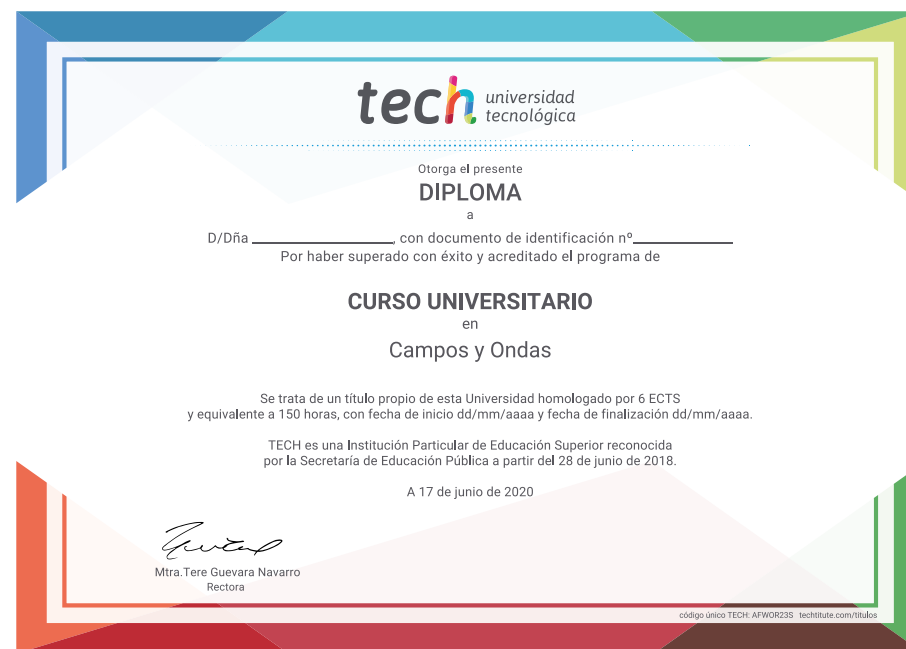 tech universidad
tecnológica
Otorga el presente
DIPLOMA
a
D/Dña ____________________, con documento de identificación nº______________
Por haber superado con éxito y acreditado el programa de
CURSO UNIVERSITARIO
en
Campos y Ondas
Se trata de un título propio de esta Universidad homologado por 6 ECTS
y equivalente a 150 horas, con fecha de inicio dd/mm/aaaa y fecha de finalización dd/mm/aaaa.
TECH es una Institución Particular de Educación Superior reconocida
por la Secretaría de Educación Pública a partir del 28 de junio de 2018.
A 17 de junio de 2020
Mtra.Tere Guevara Navarro
Rectora
código único TECH: AFWOR23S techtitute.com/titulos